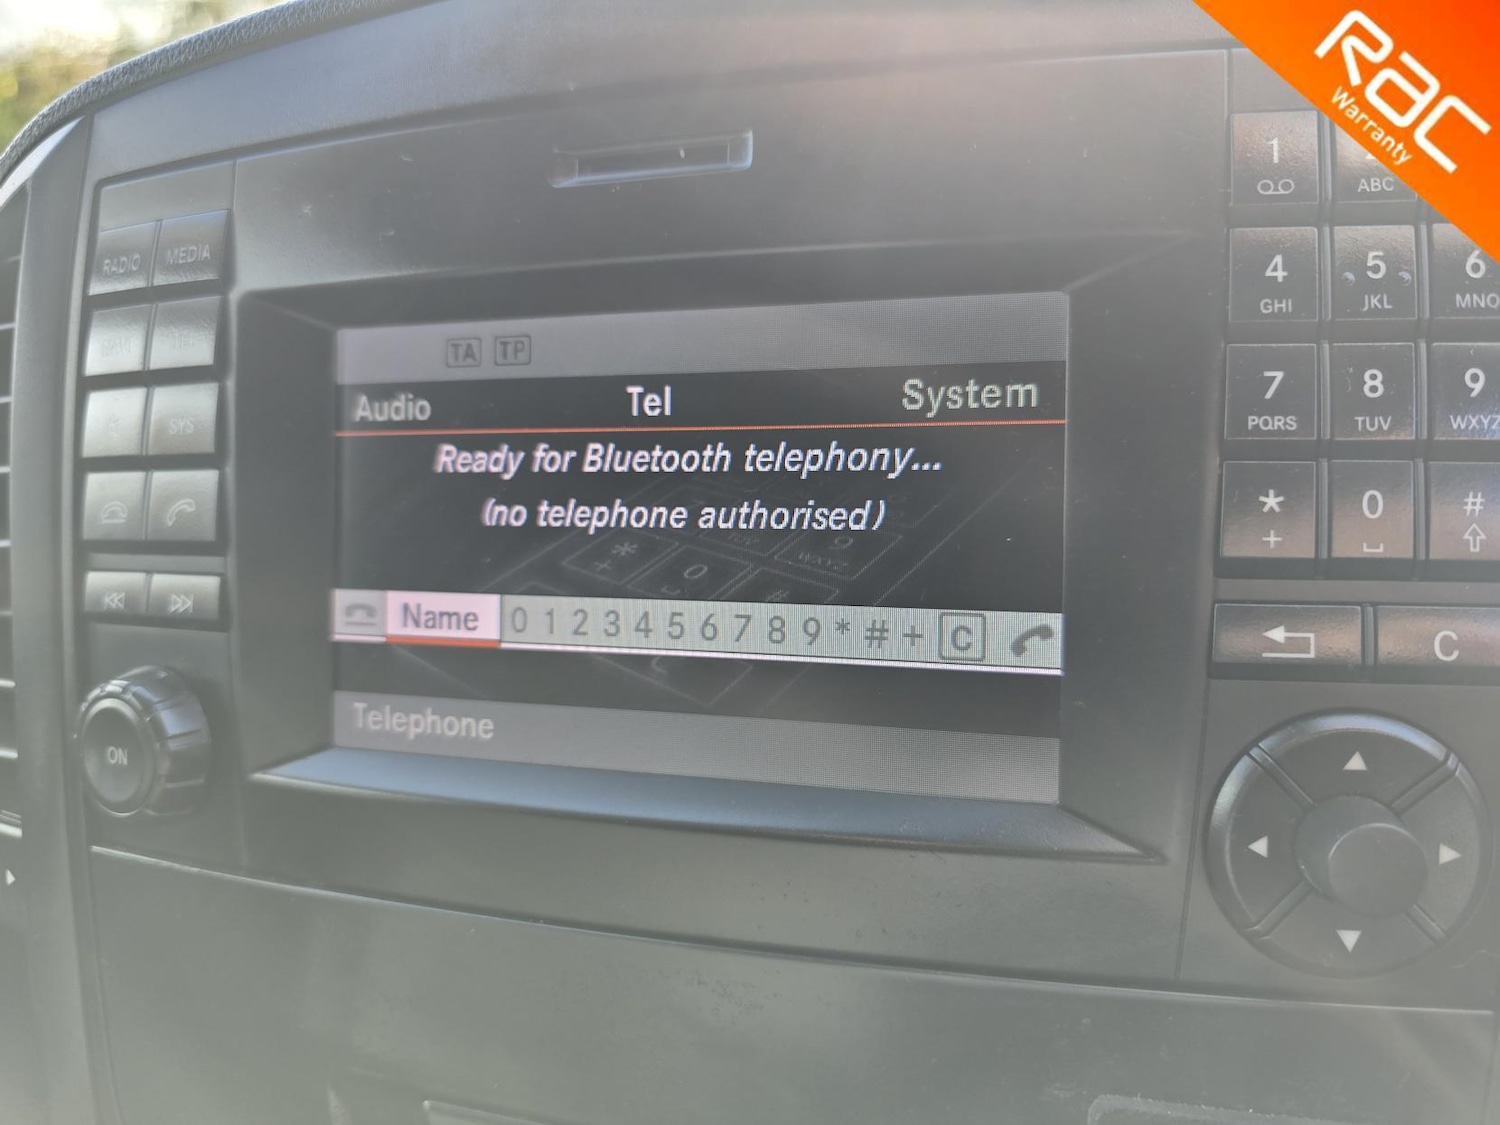 RAC
Warranty
RADIO MEDIA
SYS
ON
TA TP
Audio Tel System
Ready for Bluetooth telephony...
(no telephone authorised)
Name 0 1 2 3 4 5 6 7 8 9 * # + C
Telephone
1
ABC
4 5 6
GHI JKL MNO
7 8 9
PQRS TUV WXYZ
* 0 #
+
C